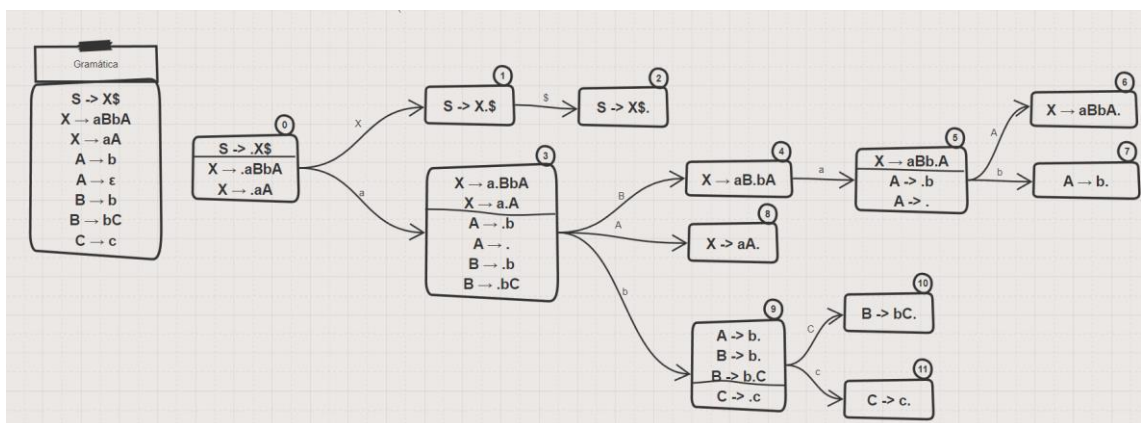 Gramática
S -> X$
X → aBbA
X → aA
A → b
A → ε
B → b
B → bC
C → c
0
S -> .X$
X → .aBbA
X → .aA
X
a
1
S -> X.$
$
2
S -> X$.
3
X → a.BbA
X → a.A
A → .b
A → .
B → .b
B → .bC
B
A
b
4
X → aB.bA
a
5
X → aBb.A
A -> .b
A -> .
A
b
6
X → aBbA.
7
A → b.
8
X -> aA.
9
A -> b.
B -> b.
B -> b.C
C -> .c
C
c
10
B -> bC.
11
C -> c.